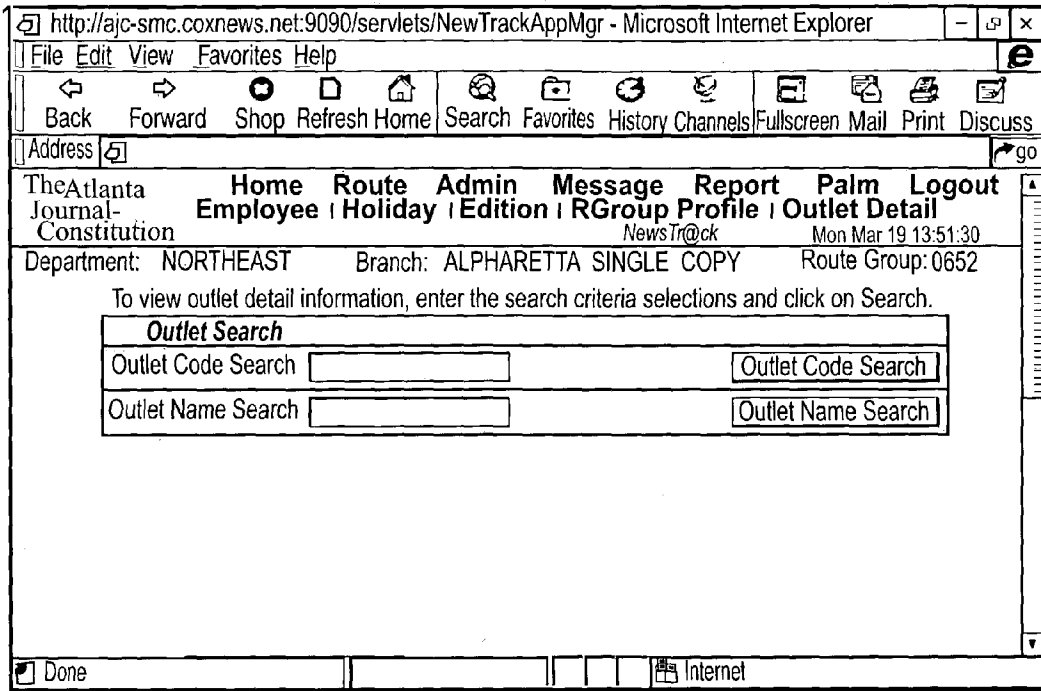 http://ajc-smc.coxnews.net:9090/servlets/NewTrackAppMgr - Microsoft Internet Explorer
File Edit View Favorites Help
Back Forward Shop Refresh Home Search Favorites History Channels Fullscreen Mail Print Discuss
Address go
The Atlanta Journal-Constitution
Home Route Admin Message Report Palm Logout
Employee | Holiday | Edition | RGroup Profile | Outlet Detail
NewsTr@ck Mon Mar 19 13:51:30
Department: NORTHEAST Branch: ALPHARETTA SINGLE COPY Route Group: 0652
To view outlet detail information, enter the search criteria selections and click on Search.
Outlet Search
Outlet Code Search Outlet Code Search
Outlet Name Search Outlet Name Search
Done Internet